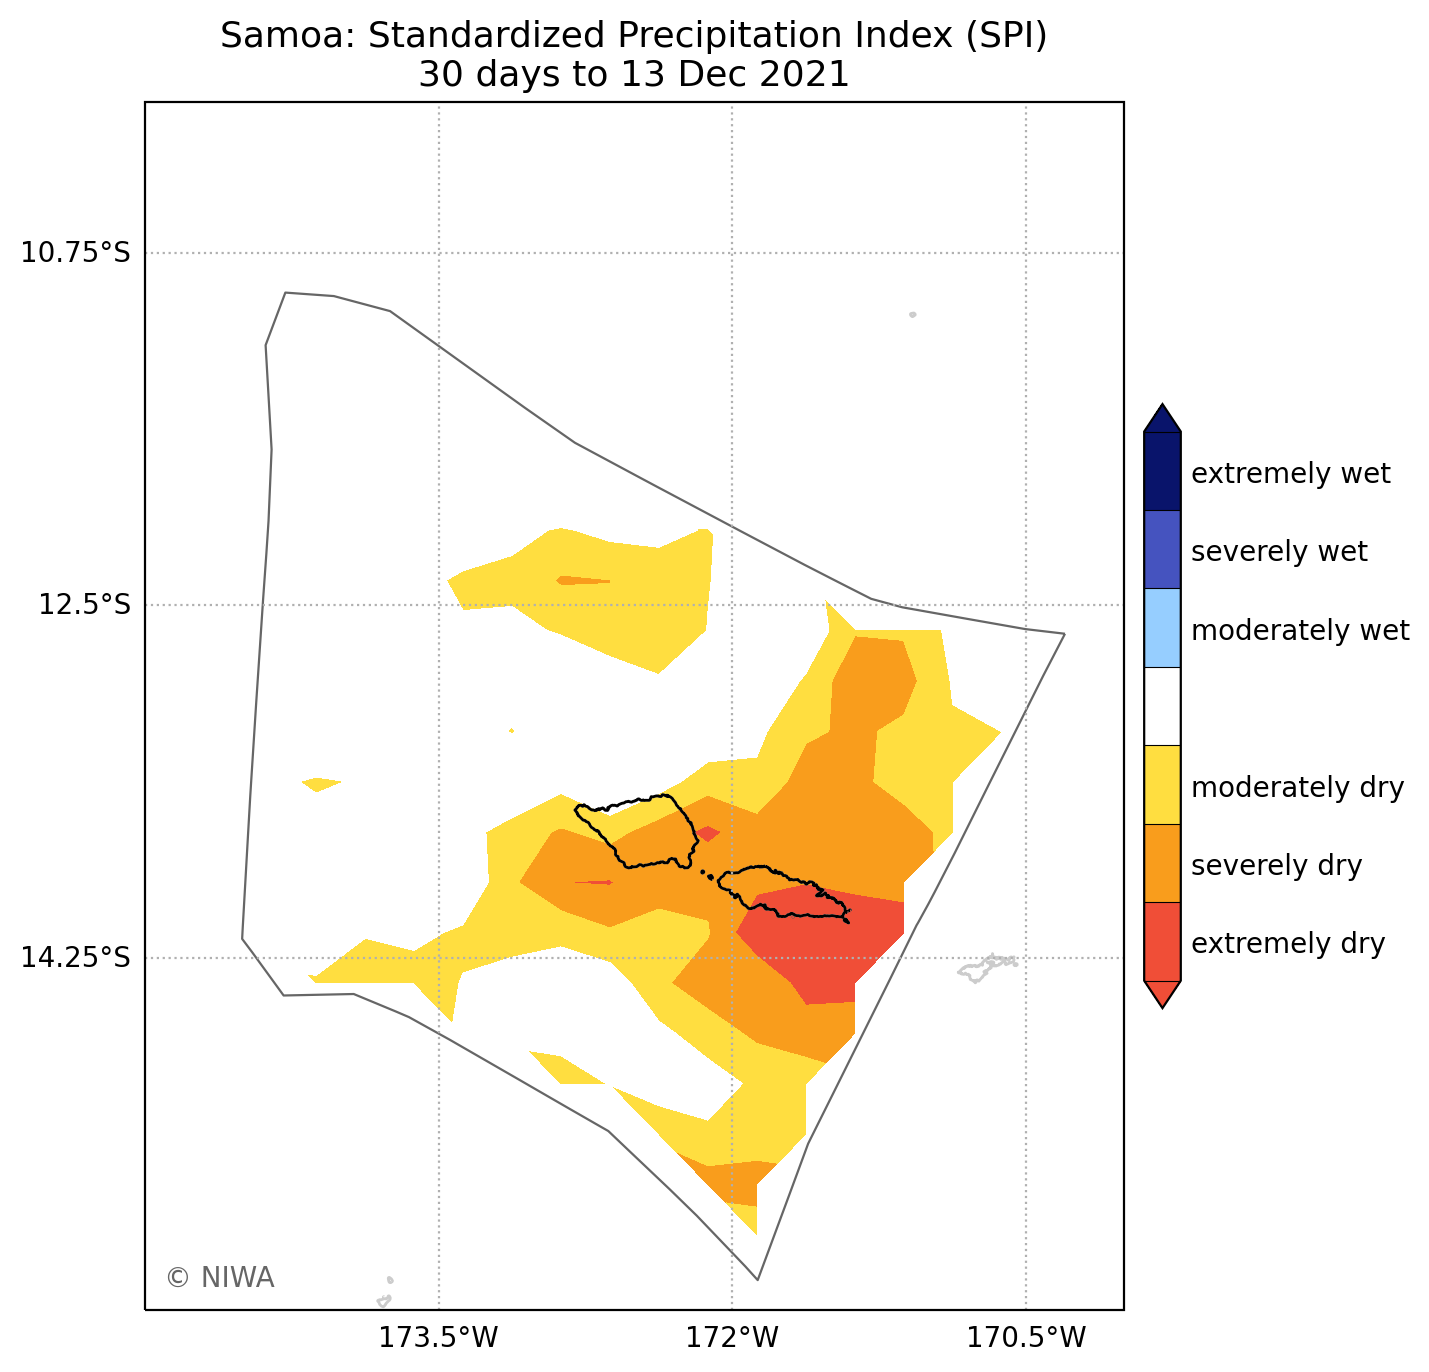 Samoa: Standardized Precipitation Index (SPI)
30 days to 13 Dec 2021
10.75°S
12.5°S
14.25°S
173.5°W
172°W
170.5°W
extremely wet
severely wet
moderately wet
moderately dry
severely dry
extremely dry
© NIWA